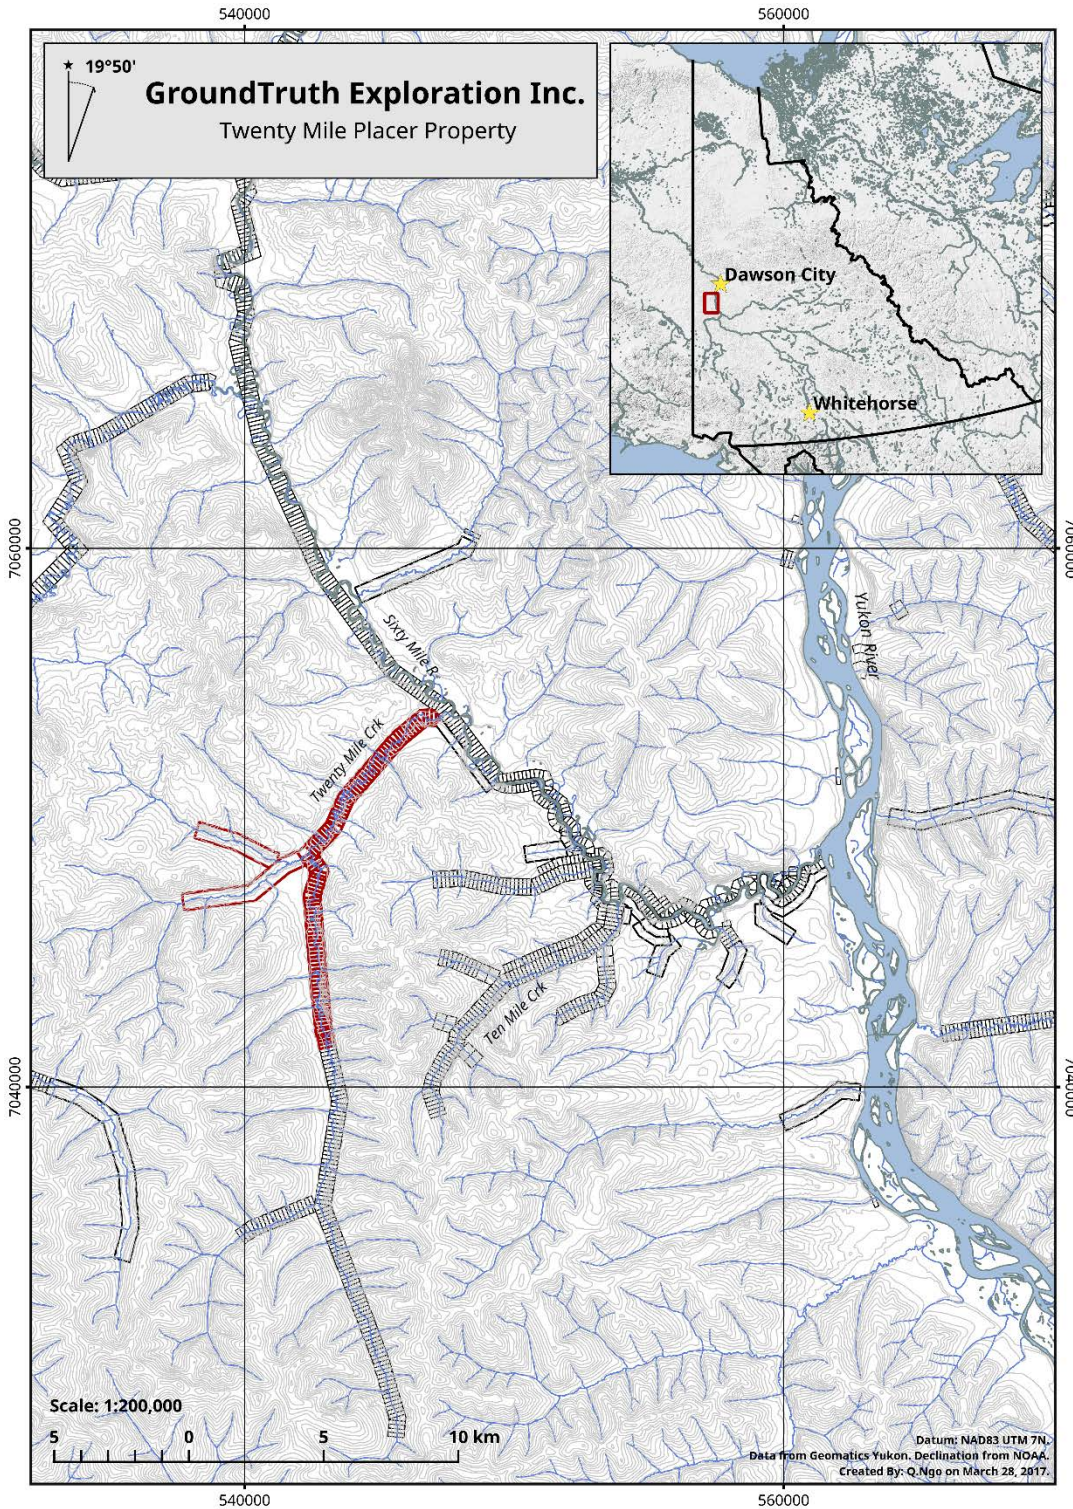 540000
560000
19°50'
GroundTruth Exploration Inc.
Twenty Mile Placer Property
Dawson City
Whitehorse
7060000
7060000
Yukon River
Sixty Mile R.
Twenty Mile Crk
Ten Mile Crk
7040000
7040000
Scale: 1:200,000
5 0 5 10 km
Datum: NAD83 UTM 7N.
Data from Geomatics Yukon. Declination from NOAA.
Created By: Q.Ngo on March 28, 2017.
540000
560000